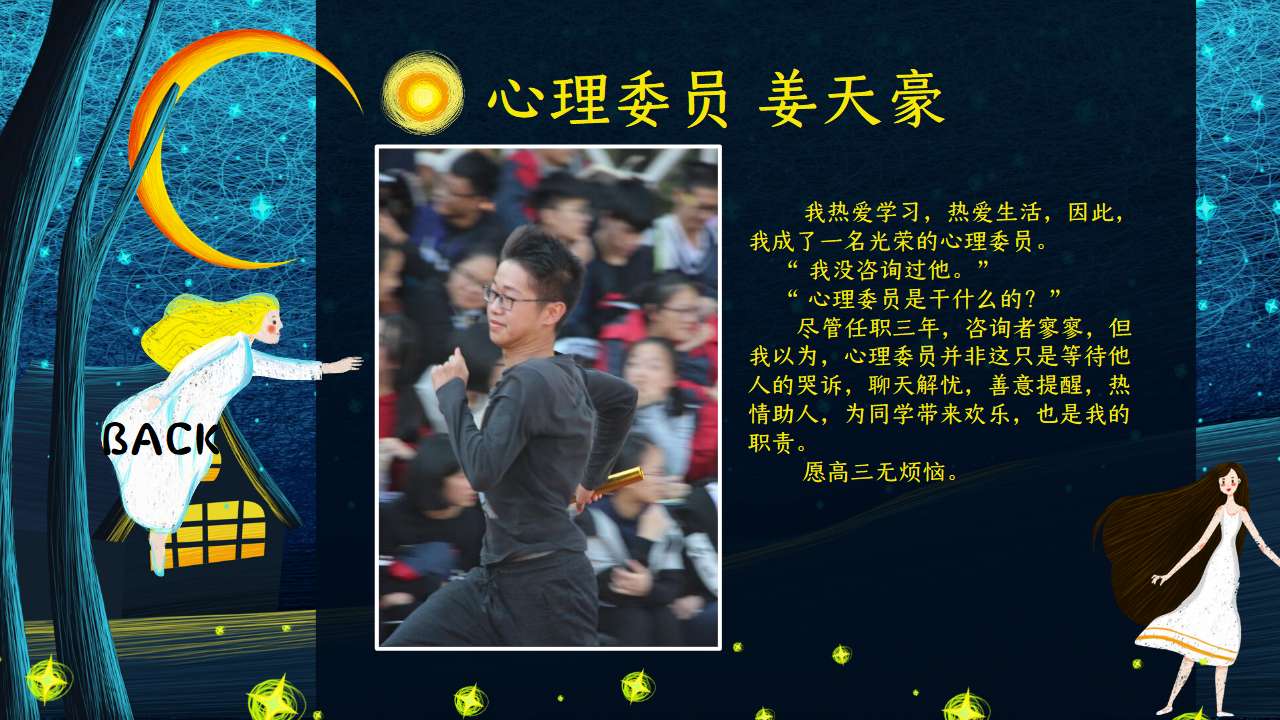 心理委员 姜天豪
我热爱学习，热爱生活，因此，
我成了一名光荣的心理委员。
“ 我没咨询过他。”
“ 心理委员是干什么的？”
尽管任职三年，咨询者寥寥，但
我以为，心理委员并非这只是等待他
人的哭诉，聊天解忧，善意提醒，热
情助人，为同学带来欢乐，也是我的
职责。
愿高三无烦恼。
BACK